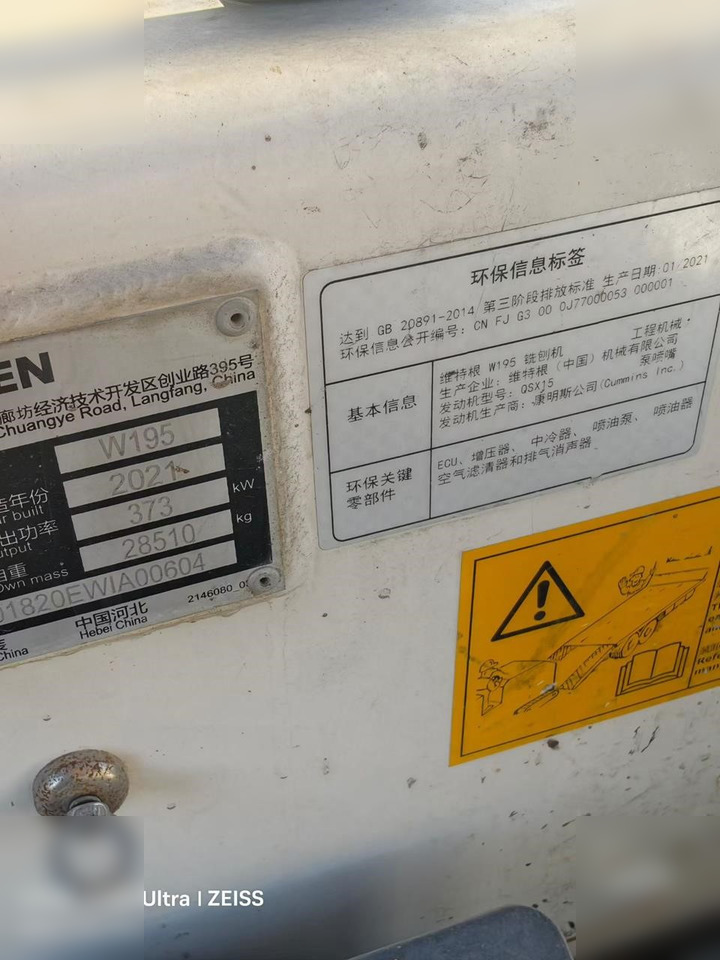 EN
廊坊经济技术开发区创业路395号
Chuangye Road, Langfang, China
W195
造年份
2021
ar built
出功率
373
kW
utput
自重
28510
kg
Own mass
01820EWIA00604
中国河北
2146080_0
Hebei China
China
环保信息标签
达到 GB 20891-2014 第三阶段排放标准 生产日期:01 2021
环保信息公开编号: CN FJ G3 00 0J77000053 000001
基本信息
维特根 W195 铣刨机 工程机械
生产企业: 维特根(中国)机械有限公司
发动机型号: QSX15 泵喷嘴
发动机生产商: 康明斯公司(Cummins Inc.)
环保关键
零部件
ECU、增压器、中冷器、喷油泵、喷油器
空气滤清器和排气消声器
Ultra | ZEISS